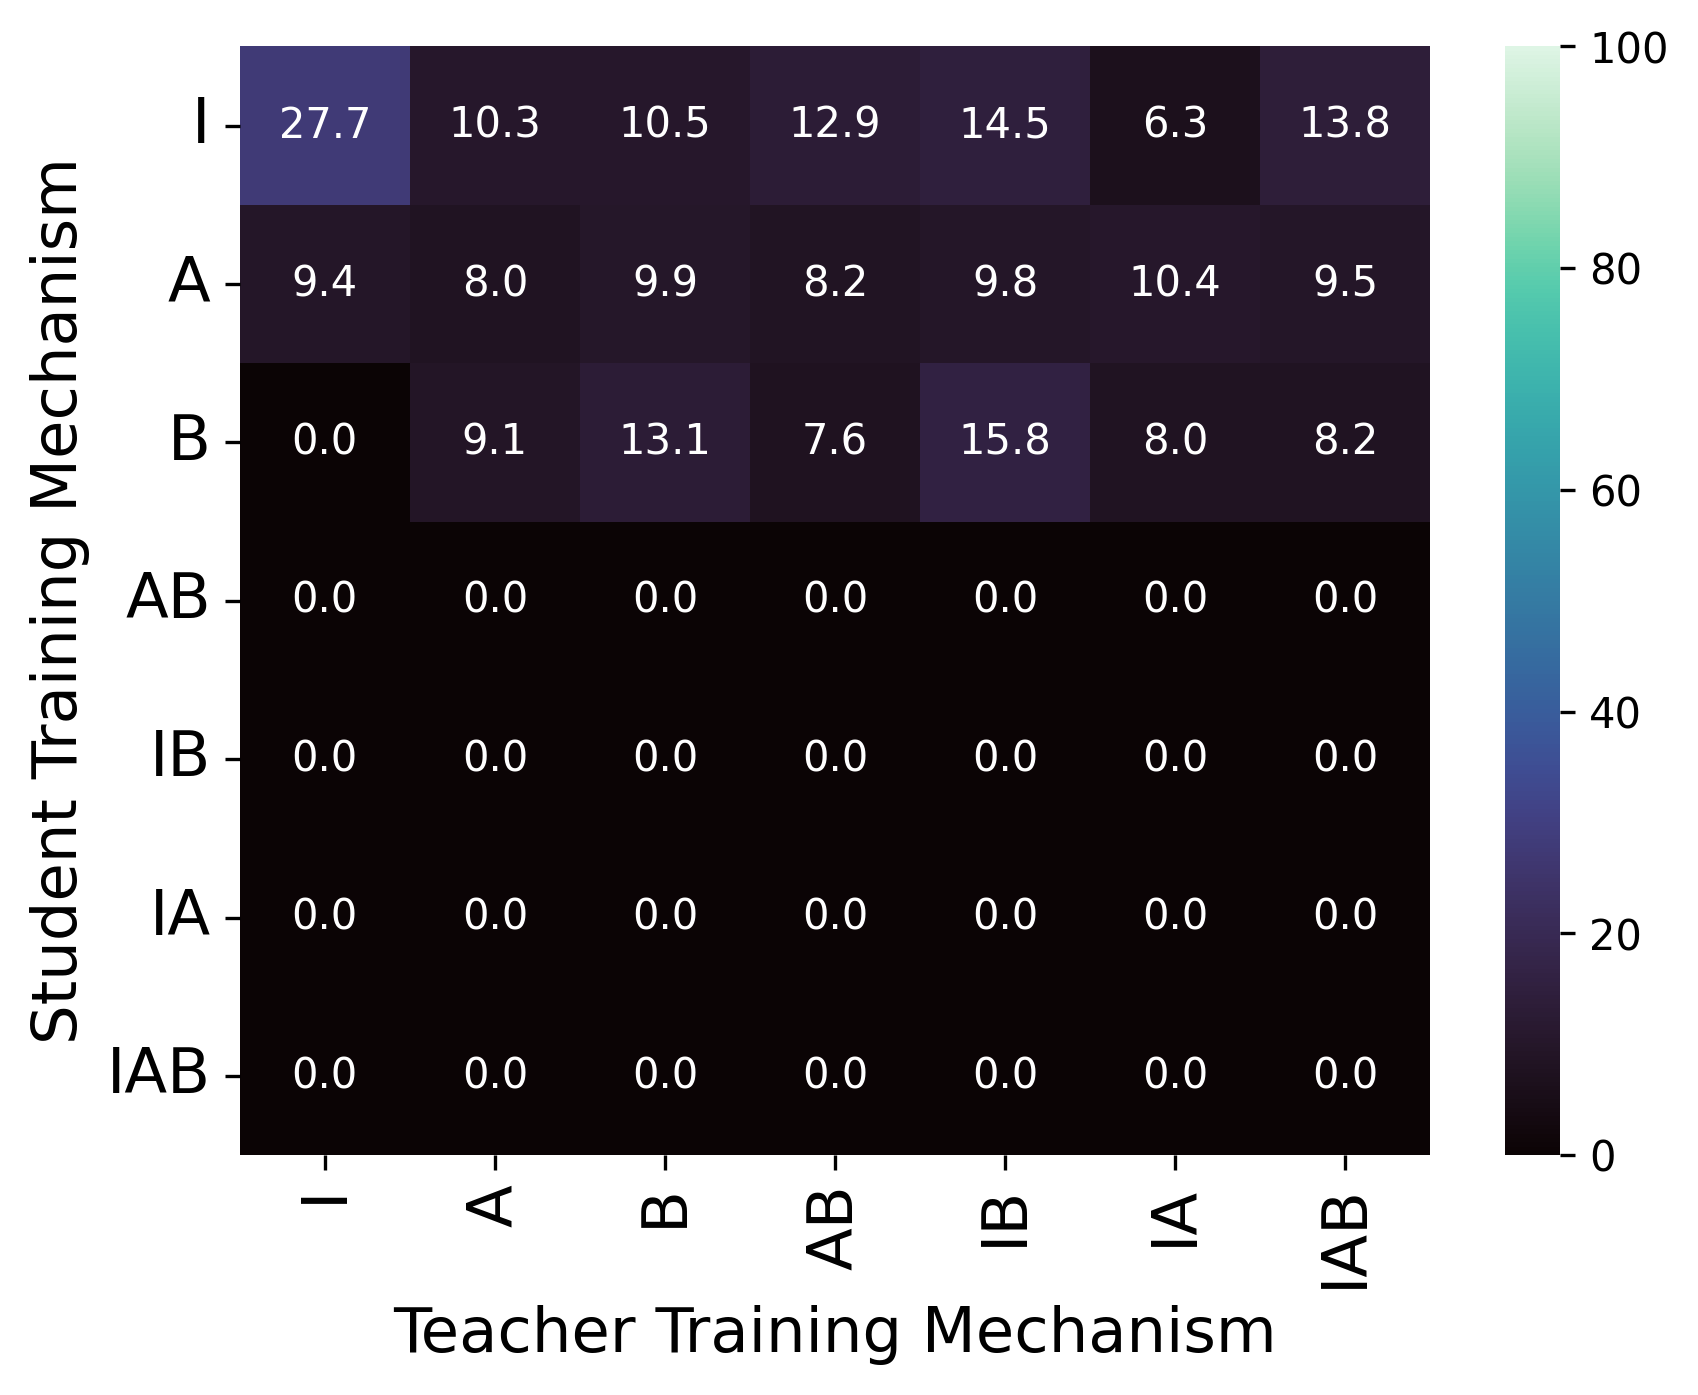 Student Training Mechanism
I 27.7 10.3 10.5 12.9 14.5 6.3 13.8
A 9.4 8.0 9.9 8.2 9.8 10.4 9.5
B 0.0 9.1 13.1 7.6 15.8 8.0 8.2
AB 0.0 0.0 0.0 0.0 0.0 0.0 0.0
IB 0.0 0.0 0.0 0.0 0.0 0.0 0.0
IA 0.0 0.0 0.0 0.0 0.0 0.0 0.0
IAB 0.0 0.0 0.0 0.0 0.0 0.0 0.0
I A B AB IB IA IAB
Teacher Training Mechanism
100
80
60
40
20
0